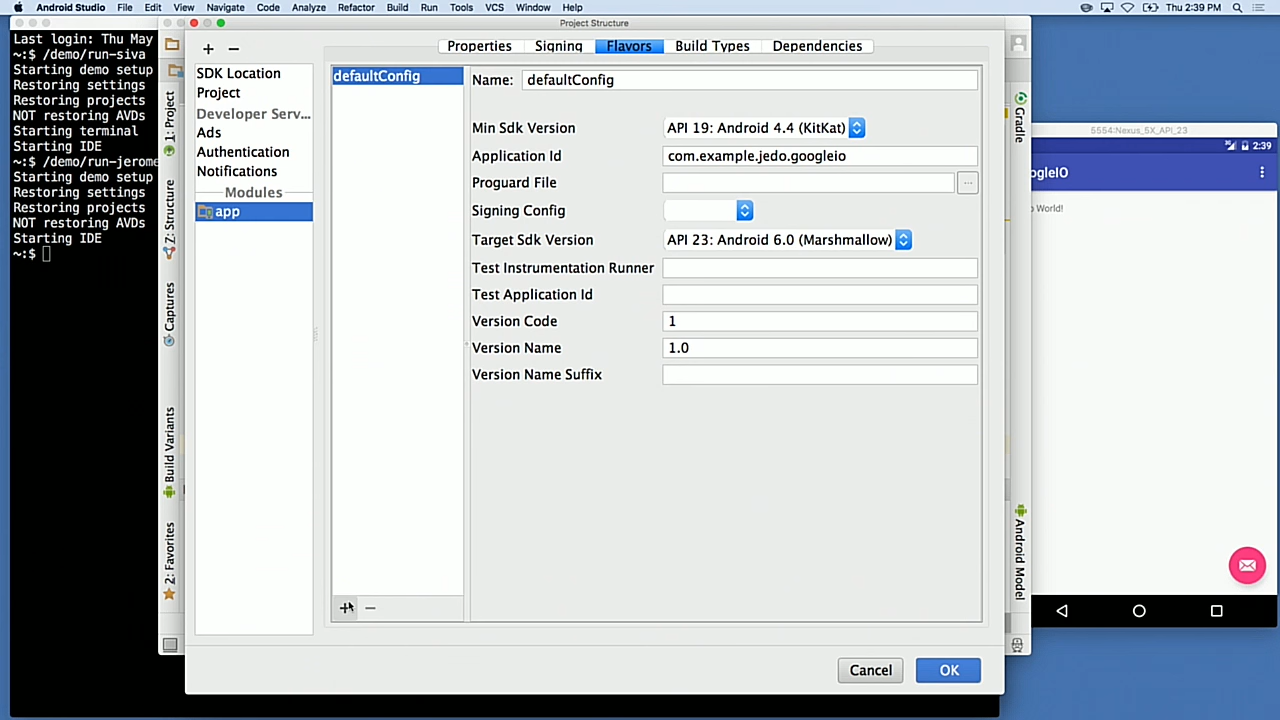 Android Studio File Edit View Navigate Code Analyze Refactor Build Run Tools VCS Window Help Thu 2:39 PM
Project Structure
Last login: Thu May
~:$ /demo/run-siva
Starting demo setup
Restoring settings
Restoring projects
NOT restoring AVDs
Starting terminal
Starting IDE
~:$ /demo/run-jerome
Starting demo setup
Restoring settings
Restoring projects
NOT restoring AVDs
Starting IDE
~:$
1: Project
Z: Structure
Captures
Build Variants
2: Favorites
SDK Location
Project
Developer Serv...
Ads
Authentication
Notifications
Modules
app
Properties Signing Flavors Build Types Dependencies
defaultConfig
Name: defaultConfig
Min Sdk Version API 19: Android 4.4 (KitKat)
Application Id com.example.jedo.googleio
Proguard File
Signing Config
Target Sdk Version API 23: Android 6.0 (Marshmallow)
Test Instrumentation Runner
Test Application Id
Version Code 1
Version Name 1.0
Version Name Suffix
Cancel OK
Gradle
Android Model
5554:Nexus_5X_API_23
2:39
ogleIO
o World!